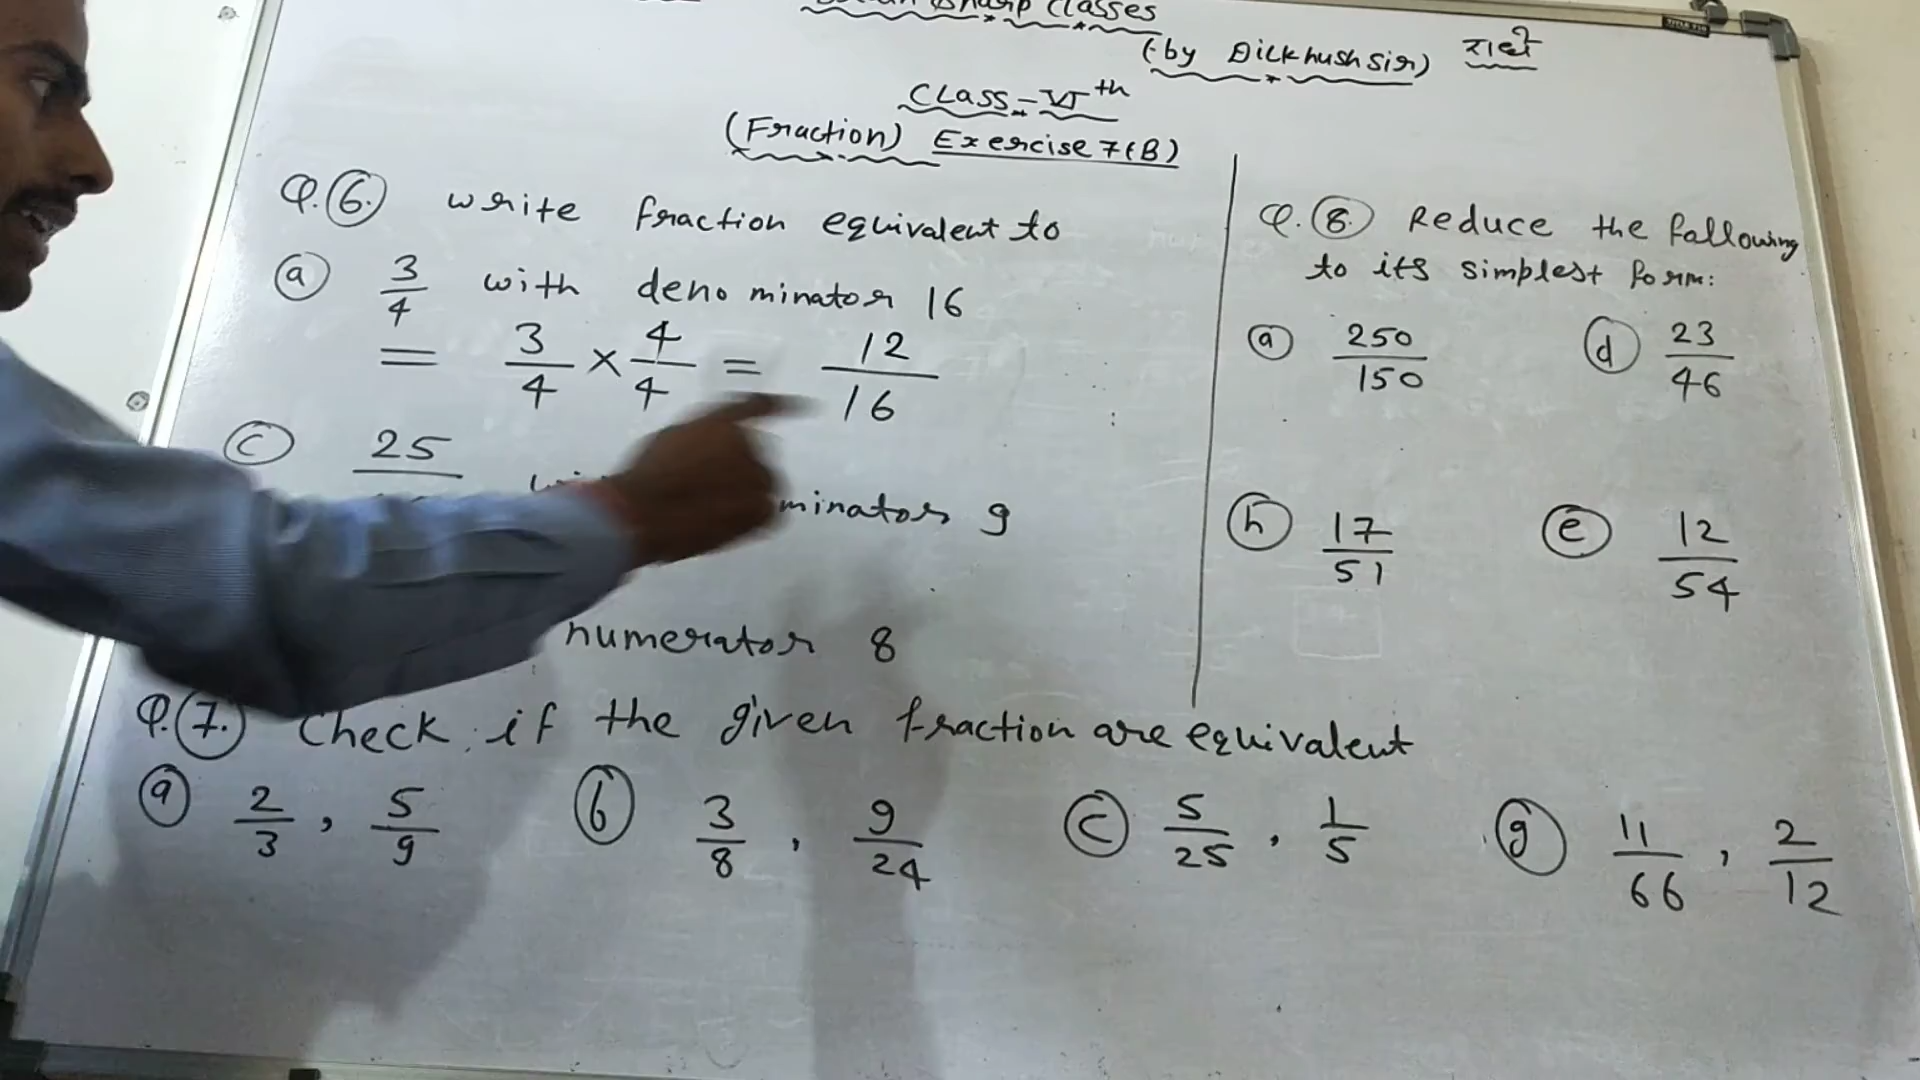 Sharp Classes
(by Dilkhush sir)
Class-VIth
(Fraction) Exercise 7(B)
Q.(6.) write fraction equivalent to
(a) 3/4 with denominator 16
= 3/4 × 4/4 = 12/16
(c) 25/
minator 9
numerator 8
Q.(8.) Reduce the following
to its simplest form:
(a) 250/150 (d) 23/46
(h) 17/51 (e) 12/54
Q.(7.) Check if the given fraction are equivalent
(a) 2/3, 5/9 (b) 3/8, 9/24 (c) 5/25, 1/5 (g) 11/66, 2/12